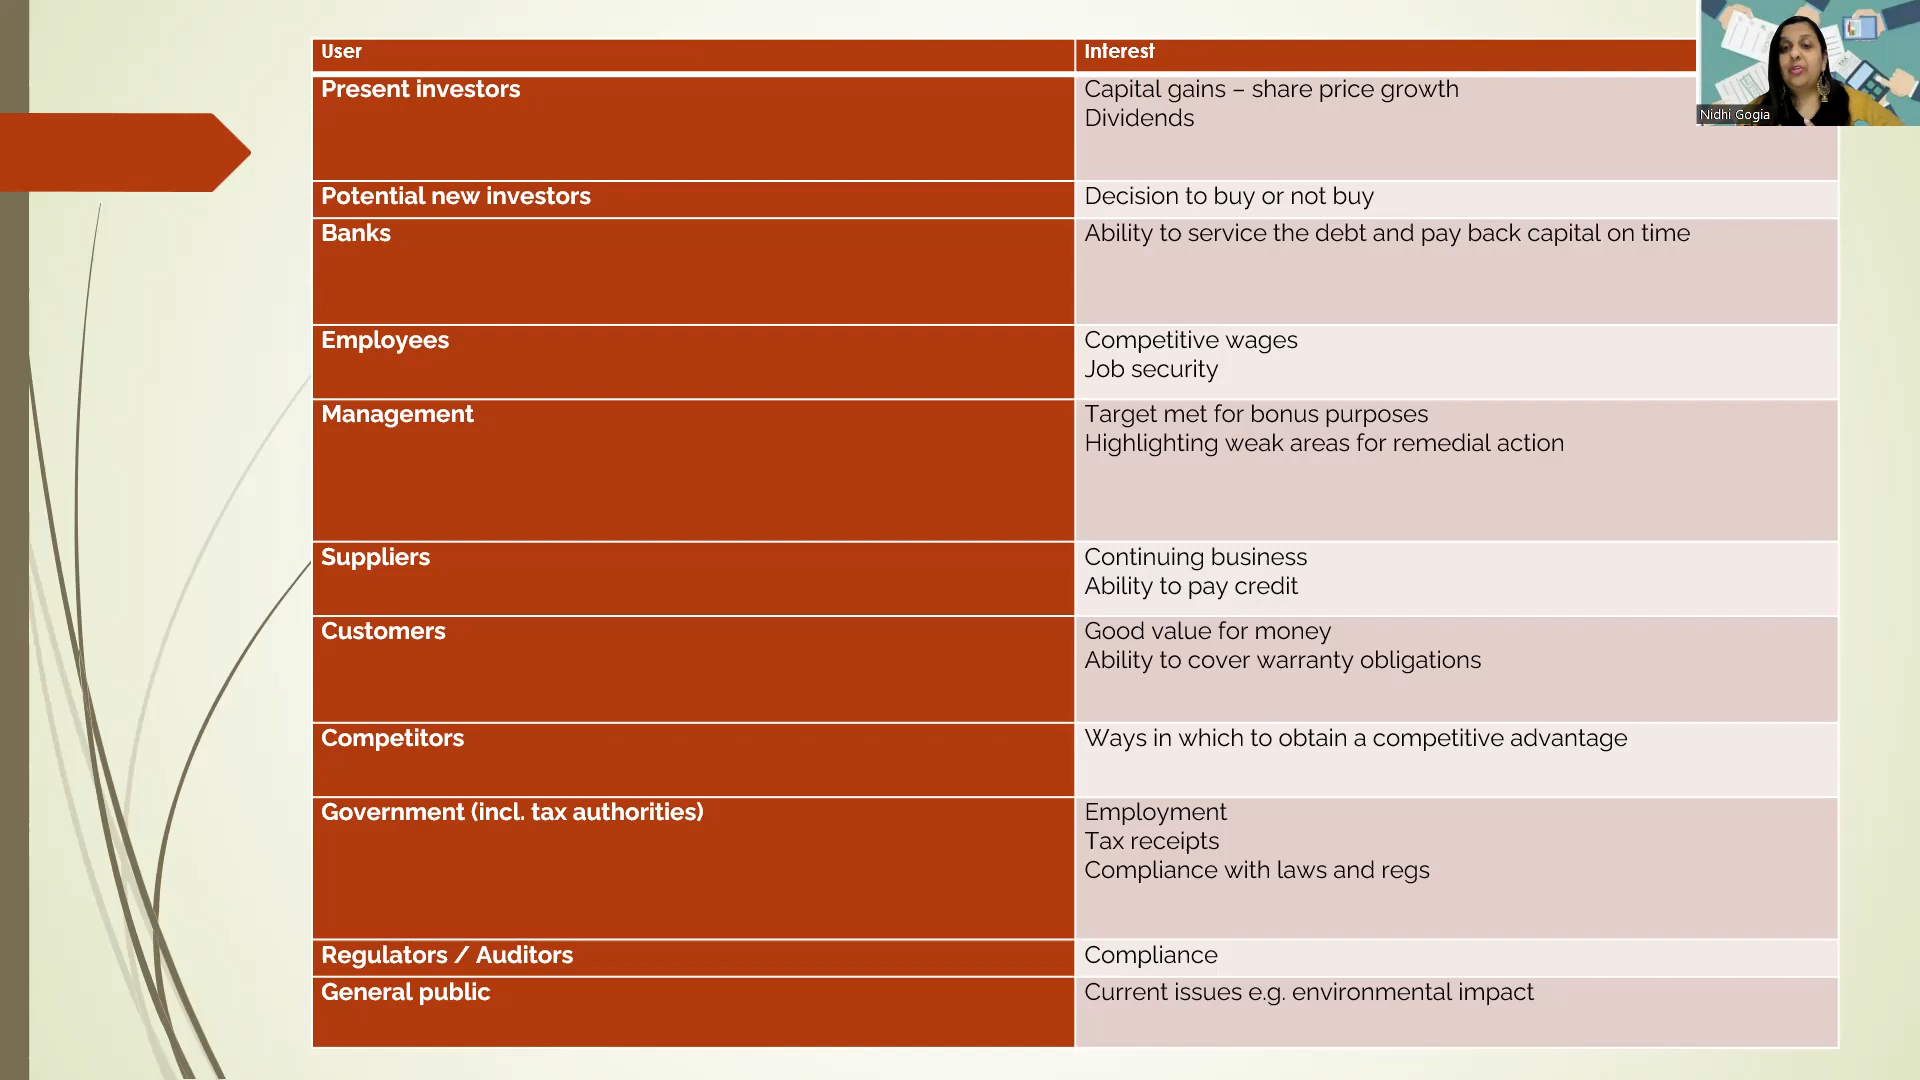 User
Interest
Present investors
Capital gains – share price growth
Dividends
Potential new investors
Decision to buy or not buy
Banks
Ability to service the debt and pay back capital on time
Employees
Competitive wages
Job security
Management
Target met for bonus purposes
Highlighting weak areas for remedial action
Suppliers
Continuing business
Ability to pay credit
Customers
Good value for money
Ability to cover warranty obligations
Competitors
Ways in which to obtain a competitive advantage
Government (incl. tax authorities)
Employment
Tax receipts
Compliance with laws and regs
Regulators / Auditors
Compliance
General public
Current issues e.g. environmental impact
Nidhi Gogia